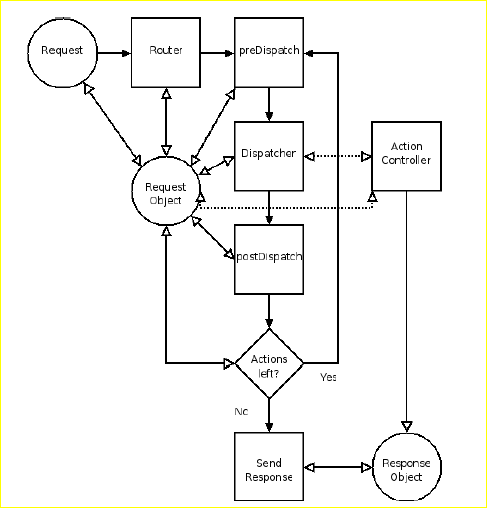 Request
Router
preDispatch
Dispatcher
Action
Controller
Request
Object
postDispatch
Actions
left?
Yes
No
Send
Response
Response
Object